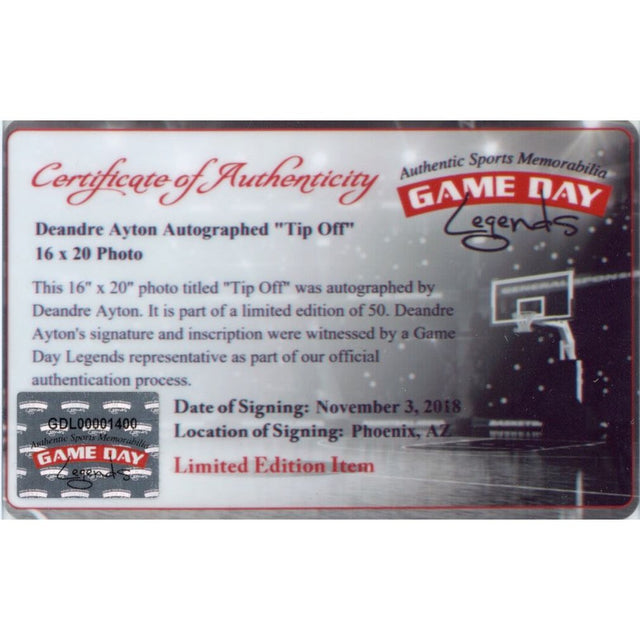 Certificate of Authenticity
Authentic Sports Memorabilia
GAME DAY
Legends
Deandre Ayton Autographed "Tip Off"
16 x 20 Photo
This 16" x 20" photo titled "Tip Off" was autographed by
Deandre Ayton. It is part of a limited edition of 50. Deandre
Ayton's signature and inscription were witnessed by a Game
Day Legends representative as part of our official
authentication process.
Date of Signing: November 3, 2018
Location of Signing: Phoenix, AZ
Limited Edition Item
GDL00001400
Authentic Sports Memorabilia
GAME DAY
Legends